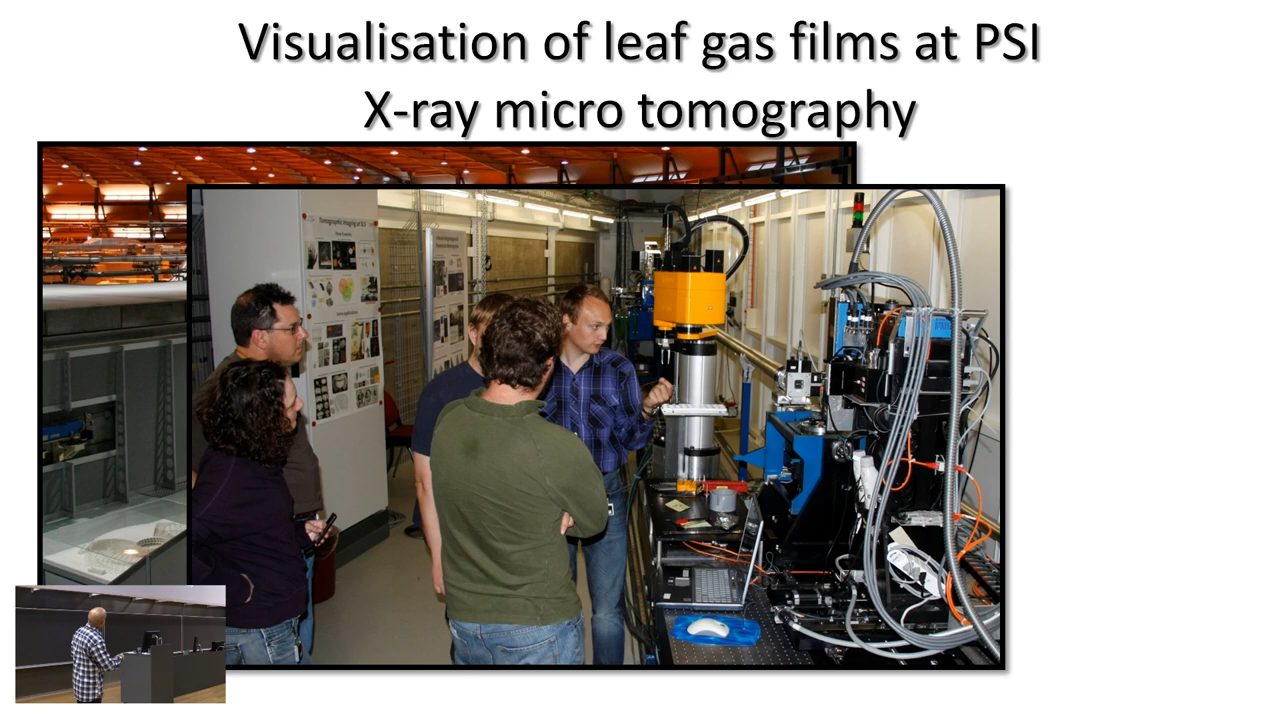 Visualisation of leaf gas films at PSI
X-ray micro tomography